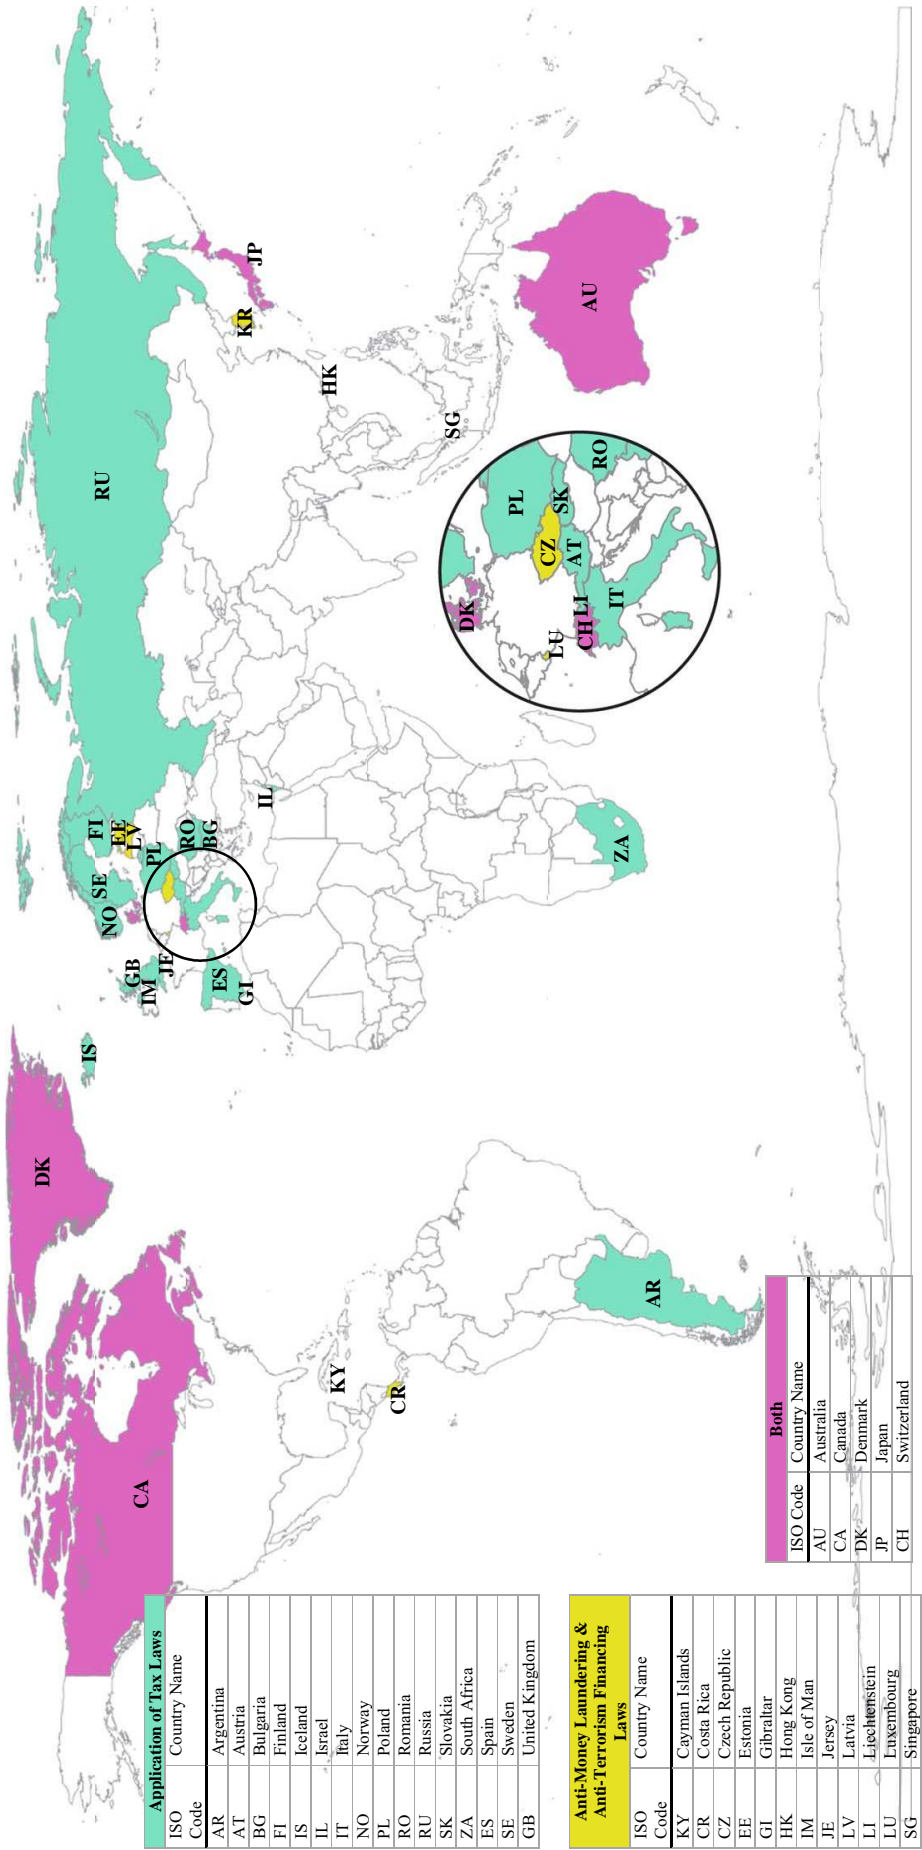 CA
DK
IS
GB
IM
JE
NO
SE
FI
EE
LV
PL
RO
BG
ES
GI
IL
RU
KR
JP
HK
SG
KY
CR
AR
ZA
AU
DK
PL
CZ
SK
LU
AT
CH
LI
IT
RO
Application of Tax Laws
ISO Code Country Name
AR Argentina
AT Austria
BG Bulgaria
FI Finland
IS Iceland
IL Israel
IT Italy
NO Norway
PL Poland
RO Romania
RU Russia
SK Slovakia
ZA South Africa
ES Spain
SE Sweden
GB United Kingdom
Anti-Money Laundering &
Anti-Terrorism Financing
Laws
ISO Code Country Name
KY Cayman Islands
CR Costa Rica
CZ Czech Republic
EE Estonia
GI Gibraltar
HK Hong Kong
IM Isle of Man
JE Jersey
LV Latvia
LI Liechenstein
LU Luxembourg
SG Singapore
Both
ISO Code Country Name
AU Australia
CA Canada
DK Denmark
JP Japan
CH Switzerland